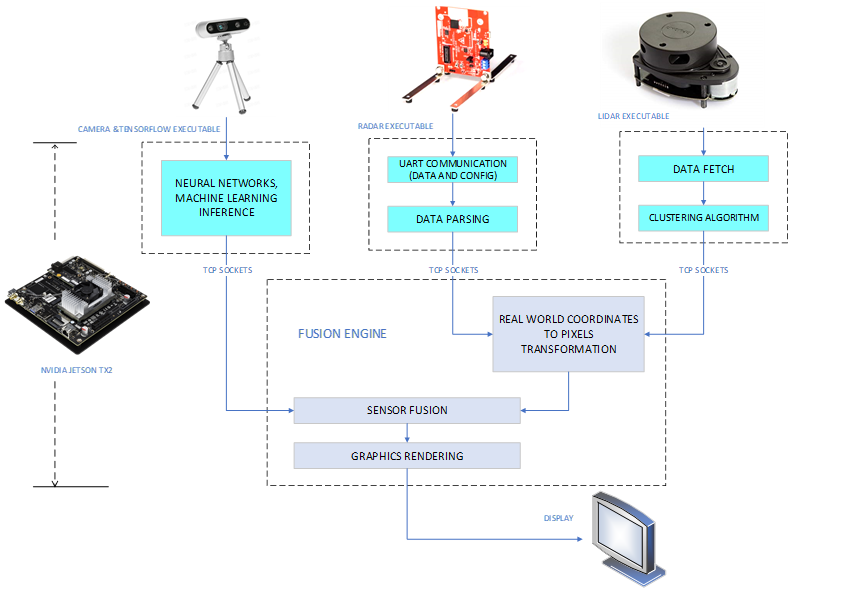 CAMERA &TENSORFLOW EXECUTABLE
RADAR EXECUTABLE
LIDAR EXECUTABLE
NEURAL NETWORKS,
MACHINE LEARNING
INFERENCE
UART COMMUNICATION
(DATA AND CONFIG)
DATA PARSING
DATA FETCH
CLUSTERING ALGORITHM
TCP SOCKETS
TCP SOCKETS
TCP SOCKETS
NVIDIA JETSON TX2
FUSION ENGINE
REAL WORLD COORDINATES
TO PIXELS
TRANSFORMATION
SENSOR FUSION
GRAPHICS RENDERING
DISPLAY